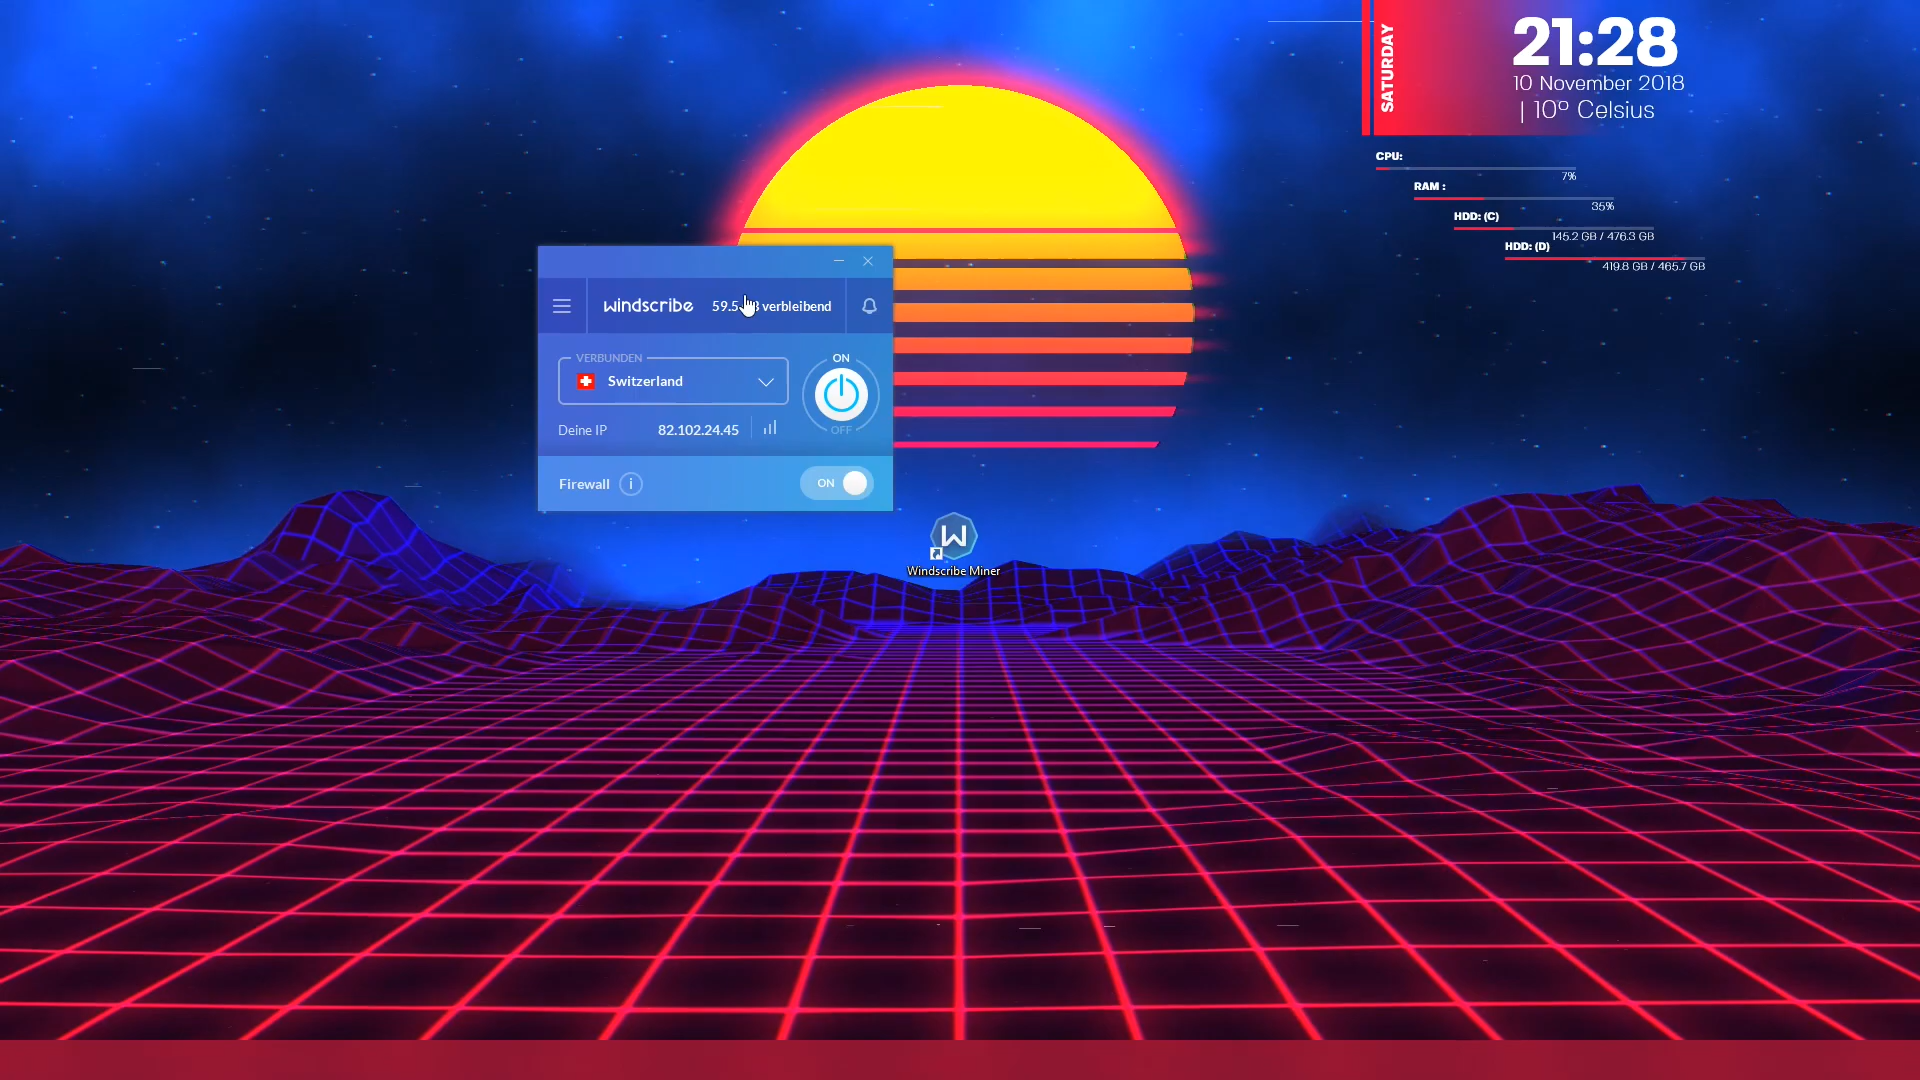 SATURDAY
21:28
10 November 2018
| 10° Celsius
CPU:
7%
RAM :
35%
HDD: (C)
145.2 GB / 476.3 GB
HDD: (D)
419.8 GB / 465.7 GB
windscribe
verbleibend
VERBUNDEN
Switzerland
ON
OFF
Deine IP 82.102.24.45
Firewall i
ON
W
Windscribe Miner